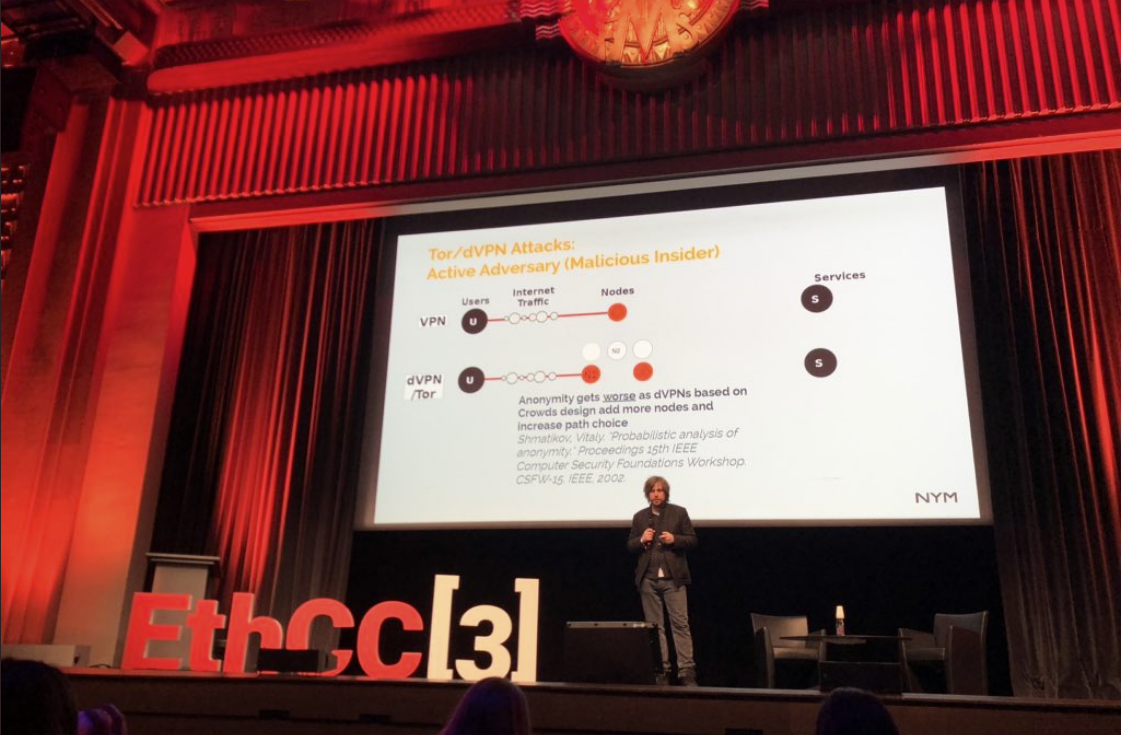 Tor/dVPN Attacks:
Active Adversary (Malicious Insider)
Users
Internet
Traffic
Nodes
Services
VPN
U
S
N2
dVPN
/Tor
U
S
Anonymity gets worse as dVPNs based on
Crowds design add more nodes and
increase path choice
Shmatikov, Vitaly. "Probabilistic analysis of
anonymity." Proceedings 15th IEEE
Computer Security Foundations Workshop.
CSFW-15. IEEE, 2002.
NYM
EthCC[3]